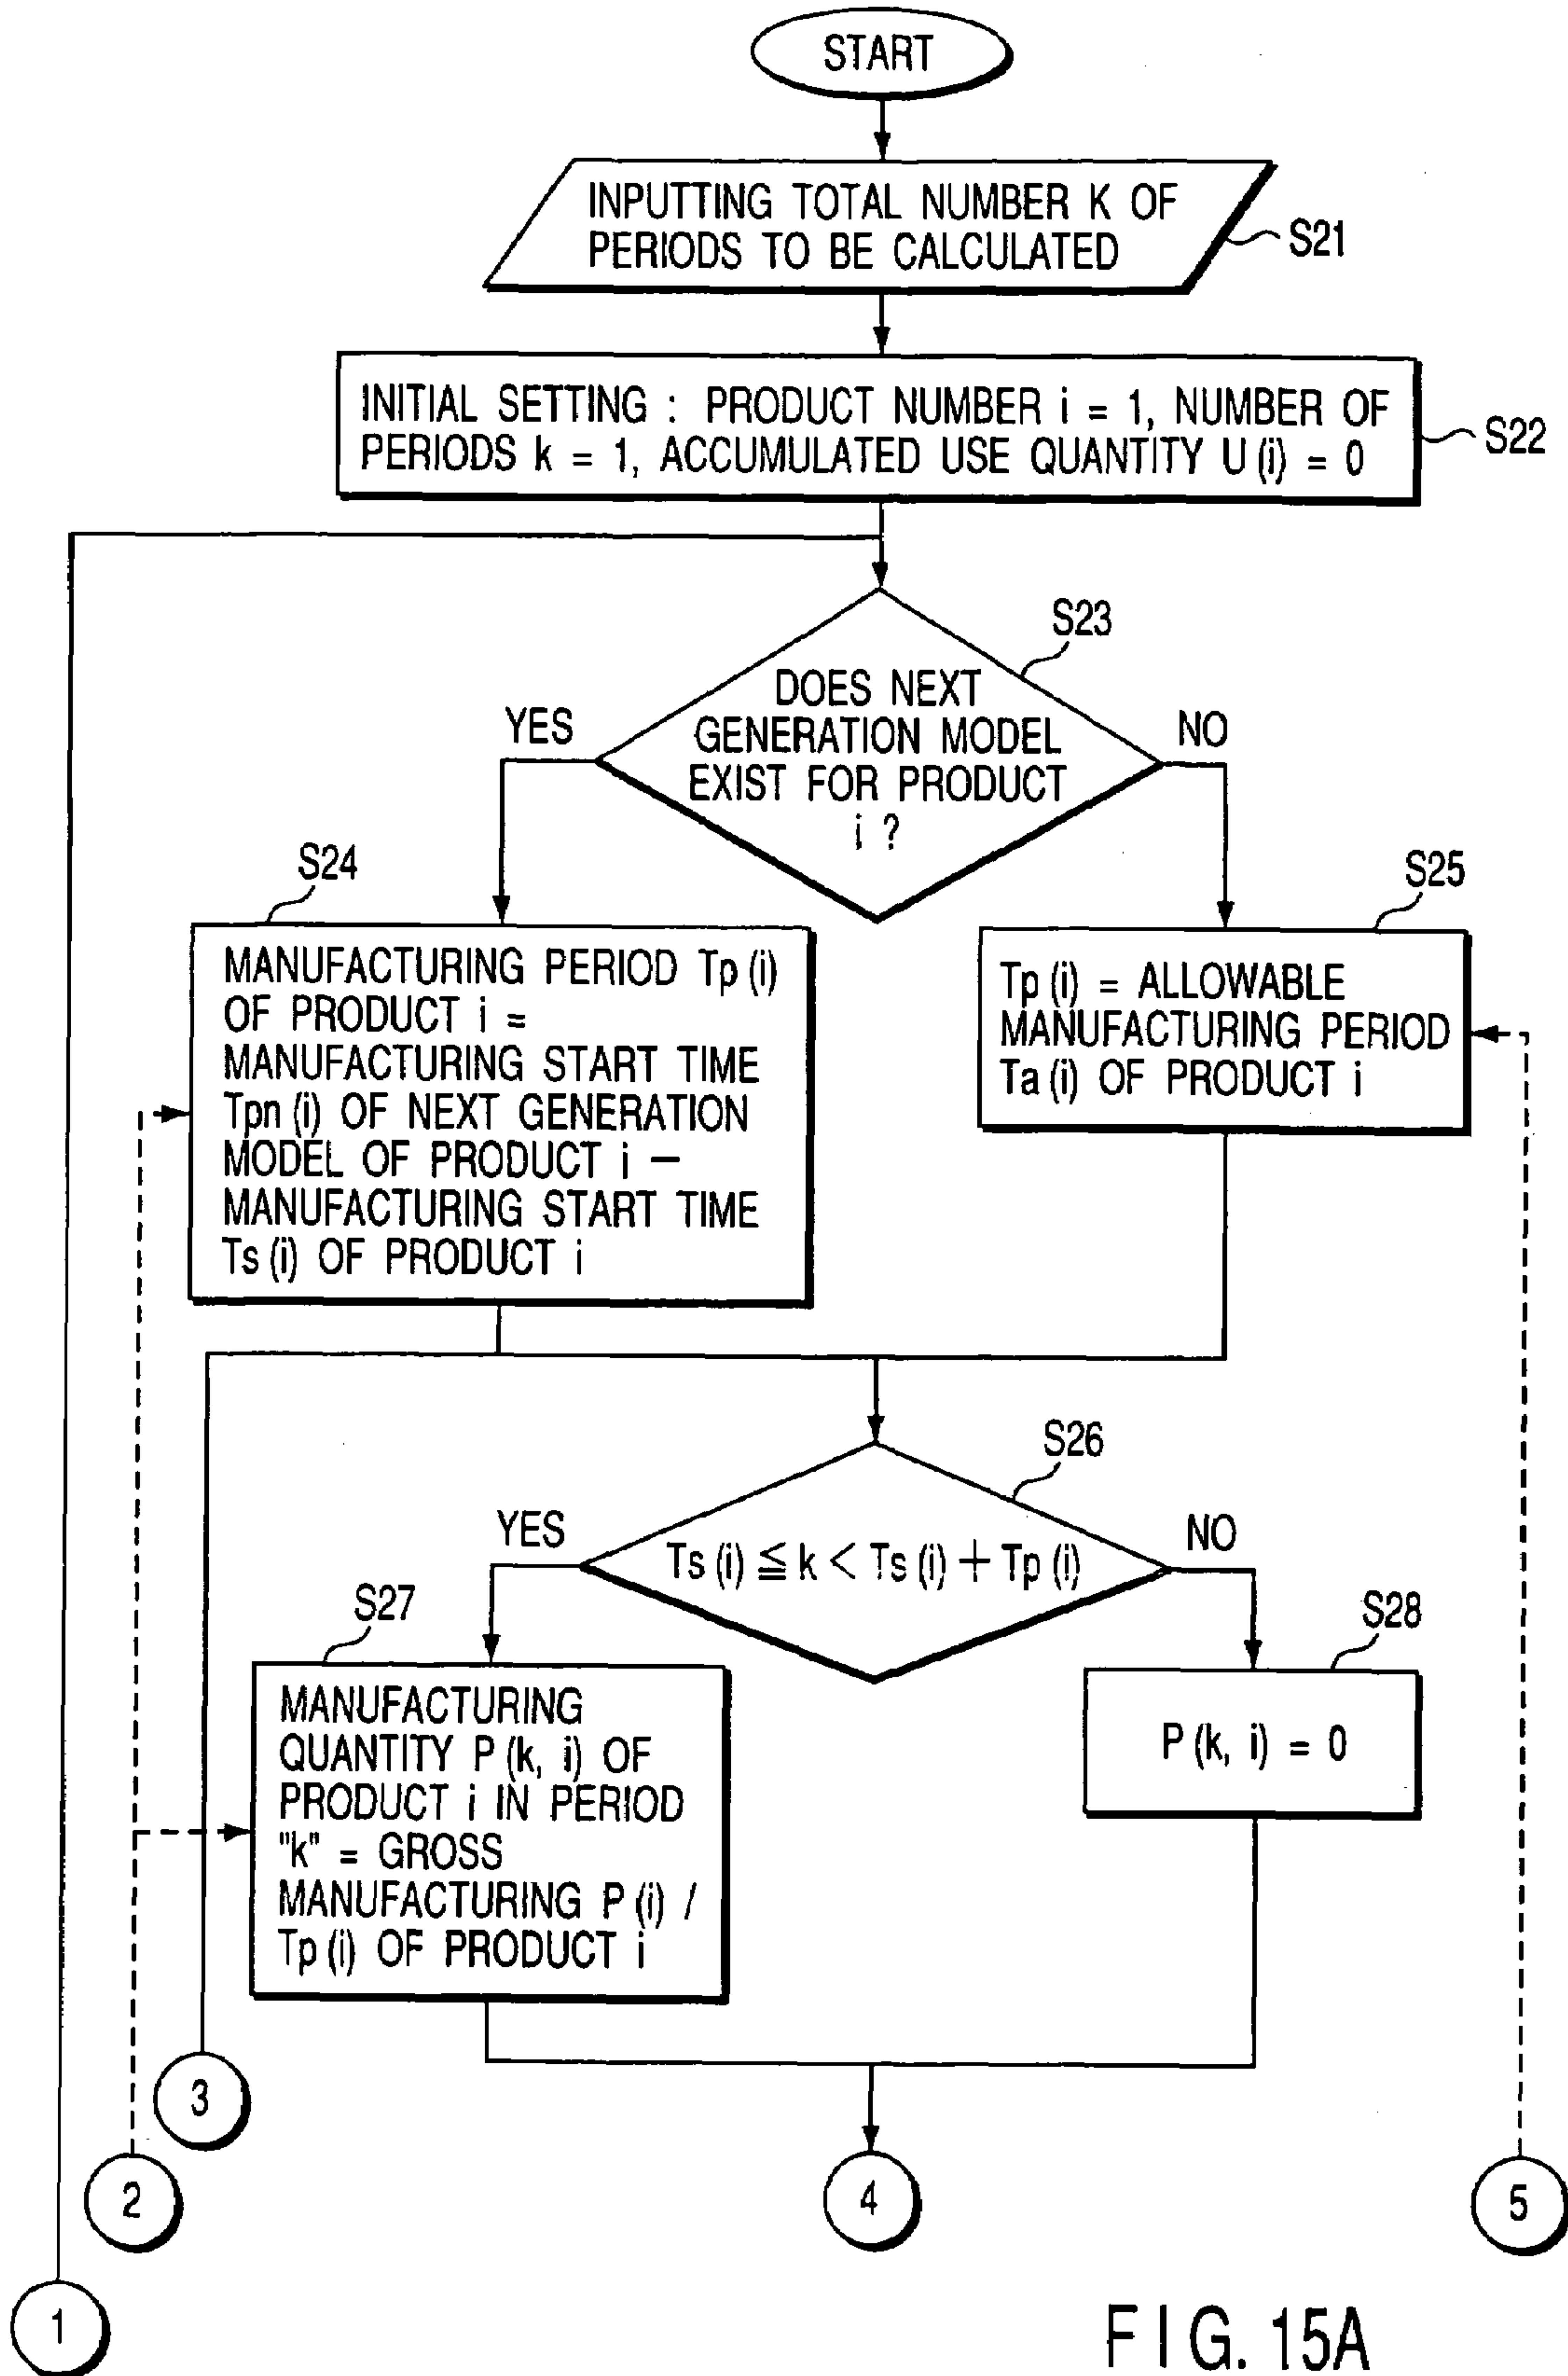 START
INPUTTING TOTAL NUMBER K OF
PERIODS TO BE CALCULATED
S21
INITIAL SETTING : PRODUCT NUMBER i = 1, NUMBER OF
PERIODS k = 1, ACCUMULATED USE QUANTITY U (i) = 0
S22
S23
DOES NEXT
GENERATION MODEL
EXIST FOR PRODUCT
i ?
YES
NO
S24
MANUFACTURING PERIOD Tp (i)
OF PRODUCT i =
MANUFACTURING START TIME
Tpn (i) OF NEXT GENERATION
MODEL OF PRODUCT i −
MANUFACTURING START TIME
Ts (i) OF PRODUCT i
S25
Tp (i) = ALLOWABLE
MANUFACTURING PERIOD
Ta (i) OF PRODUCT i
S26
YES
Ts (i) ≦ k < Ts (i) + Tp (i)
NO
S27
MANUFACTURING
QUANTITY P (k, i) OF
PRODUCT i IN PERIOD
"k" = GROSS
MANUFACTURING P (i) /
Tp (i) OF PRODUCT i
S28
P (k, i) = 0
3
2
4
5
1
FIG. 15A